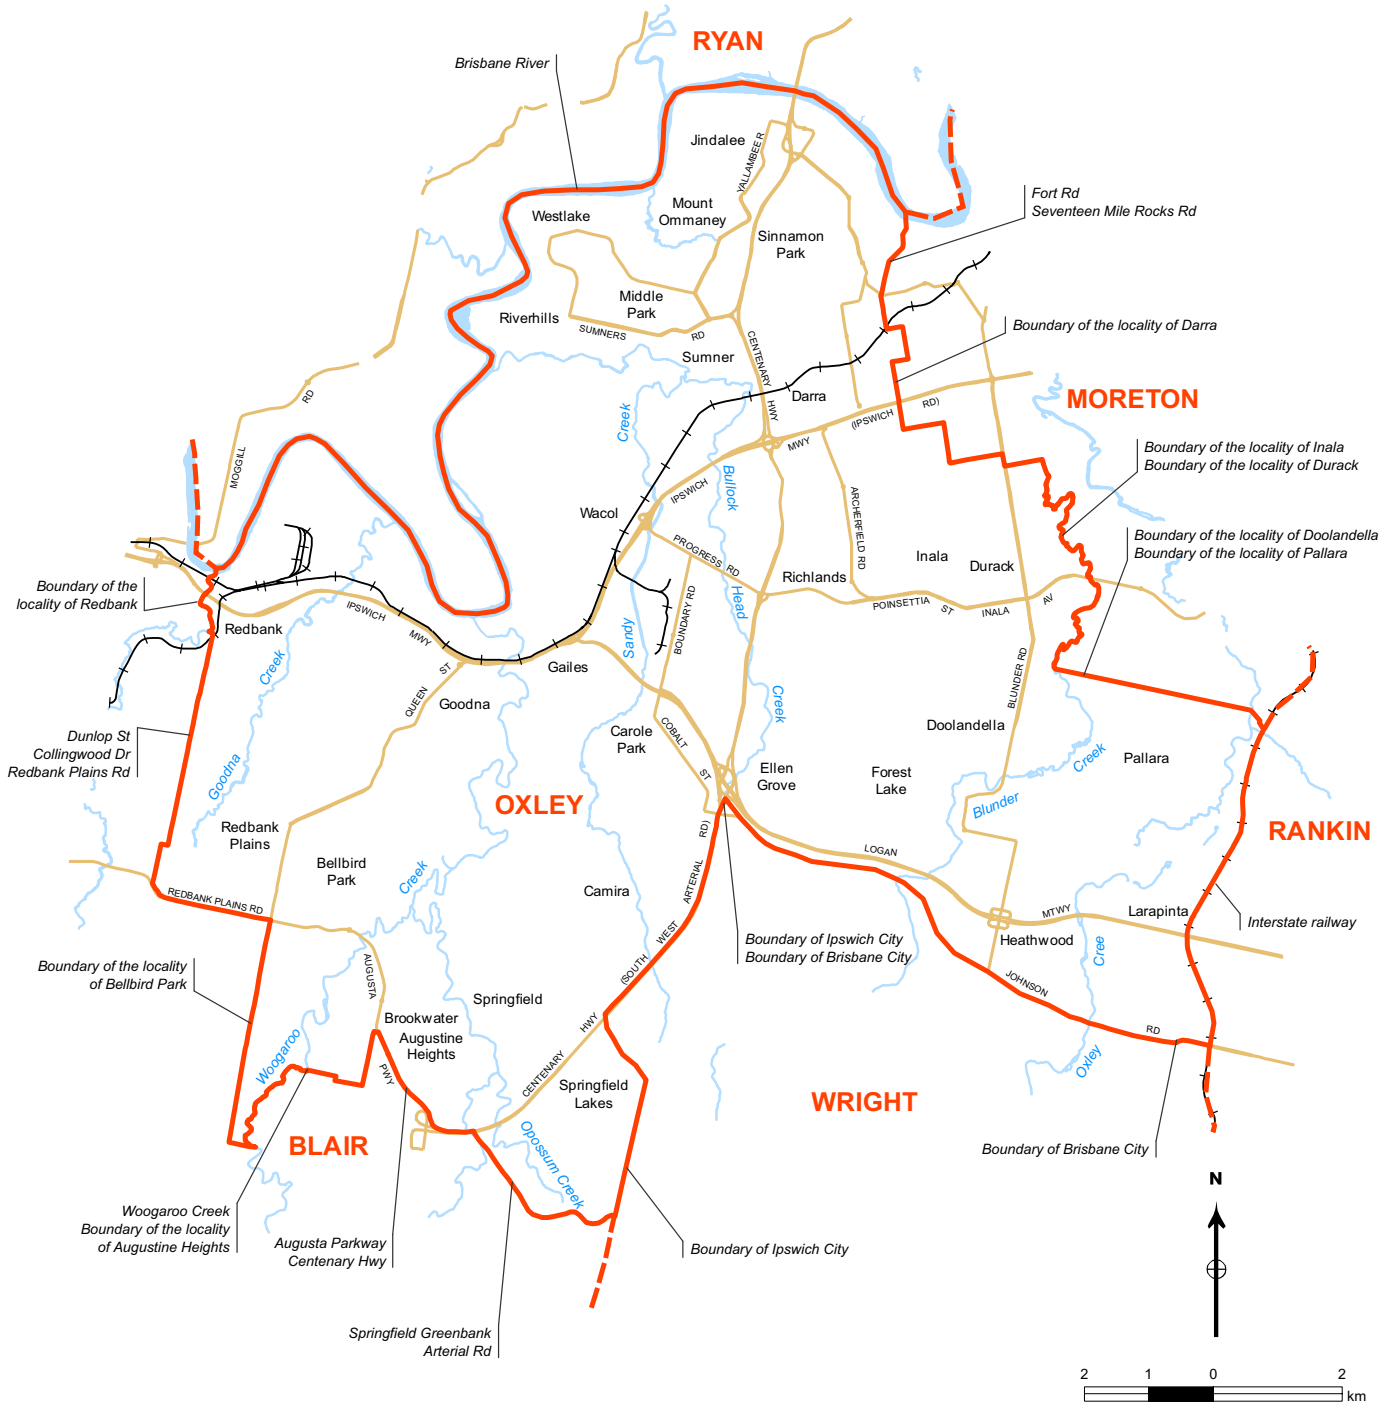 RYAN
Brisbane River
Jindalee
YALLAMBEE R
Fort Rd
Seventeen Mile Rocks Rd
Mount
Ommaney
Westlake
Sinnamon
Park
Middle
Park
Riverhills
SUMNERS
RD
Boundary of the locality of Darra
CENTENARY
HWY
Sumner
Darra
MORETON
(IPSWICH
RD)
RD
Creek
MWY
Boundary of the locality of Inala
Boundary of the locality of Durack
MOGGILL
Bullock
IPSWICH
ARCHERFIELD RD
Wacol
Boundary of the locality of Doolandella
Boundary of the locality of Pallara
PROGRESS RD
Inala
Durack
Richlands
Boundary of the
locality of Redbank
Head
POINSETTIA
ST
INALA
AV
IPSWICH
MWY
Redbank
BOUNDARY RD
Sandy
Creek
ST
QUEEN
Gailes
BLUNDER RD
Goodna
Creek
Dunlop St
Collingwood Dr
Redbank Plains Rd
Carole
Park
COBALT
ST
Doolandella
Creek
Pallara
Goodna
Ellen
Grove
Forest
Lake
Blunder
OXLEY
RANKIN
Redbank
Plains
RD)
LOGAN
Bellbird
Park
Creek
Camira
ARTERIAL
REDBANK PLAINS RD
MTWY
Larapinta
Interstate railway
WEST
Heathwood
Cree
Boundary of Ipswich City
Boundary of Brisbane City
Boundary of the locality
of Bellbird Park
AUGUSTA
(SOUTH
JOHNSON
RD
Springfield
Brookwater
HWY
Augustine
Heights
Woogaroo
PWY
CENTENARY
Oxley
Springfield
Lakes
WRIGHT
BLAIR
Opossum Creek
Boundary of Brisbane City
N
Woogaroo Creek
Boundary of the locality
of Augustine Heights
Augusta Parkway
Centenary Hwy
Boundary of Ipswich City
Springfield Greenbank
Arterial Rd
2 1 0 2
km